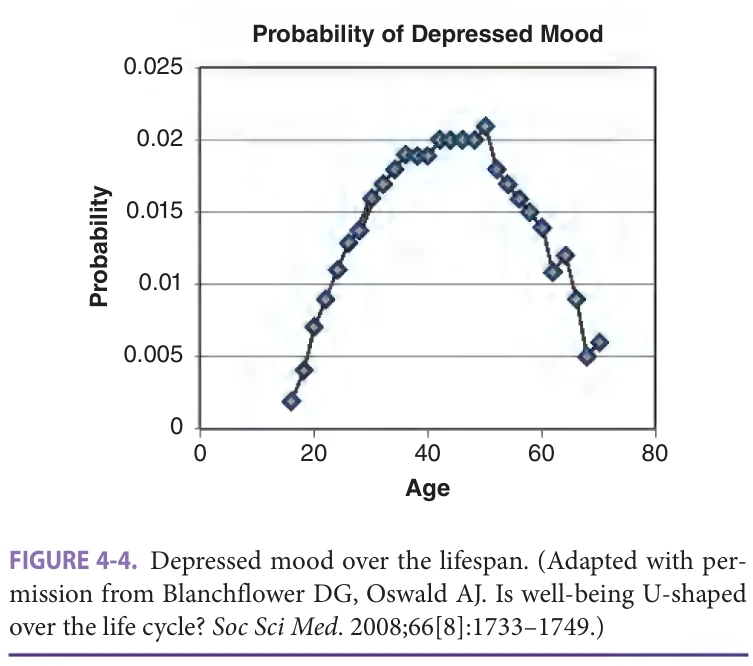 Probability of Depressed Mood
0.025
0.02
0.015
0.01
0.005
0
Probability
0 20 40 60 80
Age
FIGURE 4-4. Depressed mood over the lifespan. (Adapted with per-
mission from Blanchflower DG, Oswald AJ. Is well-being U-shaped
over the life cycle? Soc Sci Med. 2008;66[8]:1733–1749.)